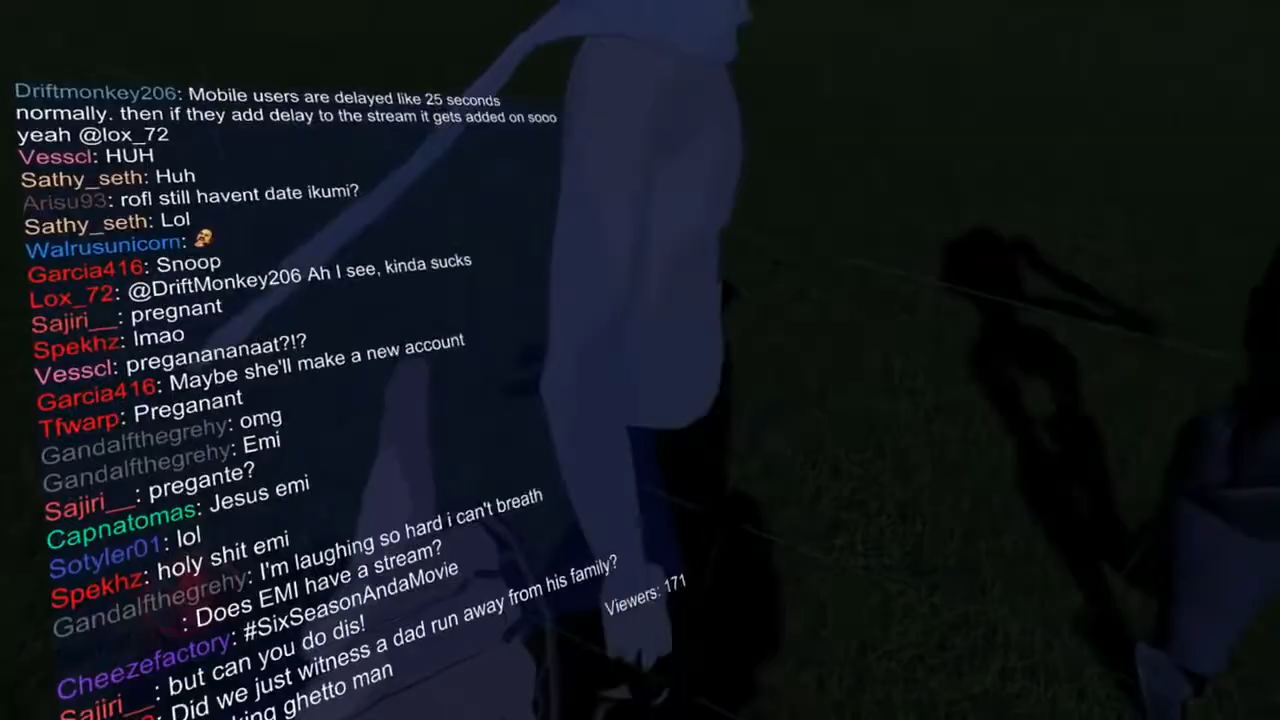 Driftmonkey206: Mobile users are delayed like 25 seconds
normally. then if they add delay to the stream it gets added on sooo
yeah @lox_72
Vesscl: HUH
Sathy_seth: Huh
Arisu93: rofl still havent date ikumi?
Sathy_seth: Lol
Walrusunicorn:
Garcia416: Snoop
Lox_72: @DriftMonkey206 Ah I see, kinda sucks
Sajiri__: pregnant
Spekhz: lmao
Vesscl: pregananananaat?!?
Garcia416: Maybe she'll make a new account
Tfwarp: Preganant
Gandalfthegrehy: omg
Gandalfthegrehy: Emi
Sajiri__: pregante?
Capnatomas: Jesus emi
Sotyler01: lol
Spekhz: holy shit emi
Gandalfthegrehy: I'm laughing so hard i can't breath
: Does EMI have a stream?
Cheezefactory: #SixSeasonAndaMovie
Sajiri__: but can you do dis!
: Did we just witness a dad run away from his family?
ghetto man
Viewers: 171